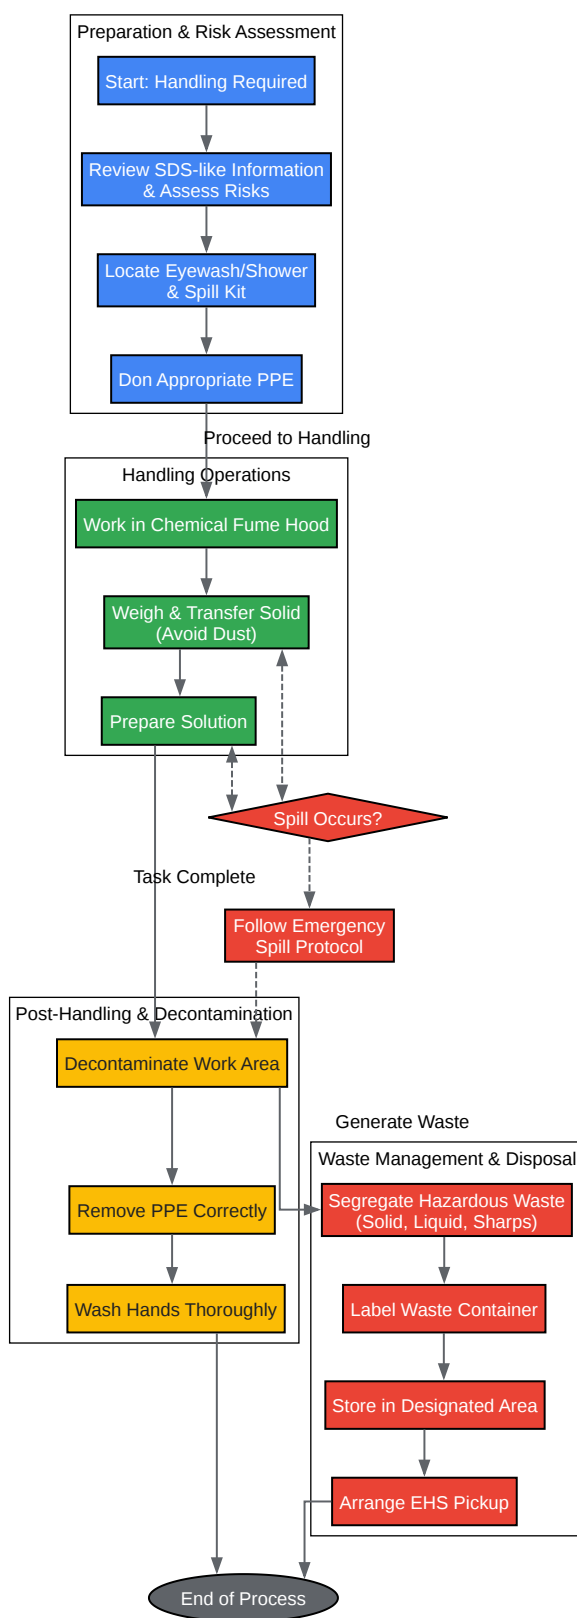 Preparation & Risk Assessment
Start: Handling Required
Review SDS-like Information
& Assess Risks
Locate Eyewash/Shower
& Spill Kit
Don Appropriate PPE
Proceed to Handling
Handling Operations
Work in Chemical Fume Hood
Weigh & Transfer Solid
(Avoid Dust)
Prepare Solution
Spill Occurs?
Task Complete
Follow Emergency
Spill Protocol
Post-Handling & Decontamination
Decontaminate Work Area
Generate Waste
Waste Management & Disposal
Segregate Hazardous Waste
(Solid, Liquid, Sharps)
Remove PPE Correctly
Label Waste Container
Wash Hands Thoroughly
Store in Designated Area
Arrange EHS Pickup
End of Process